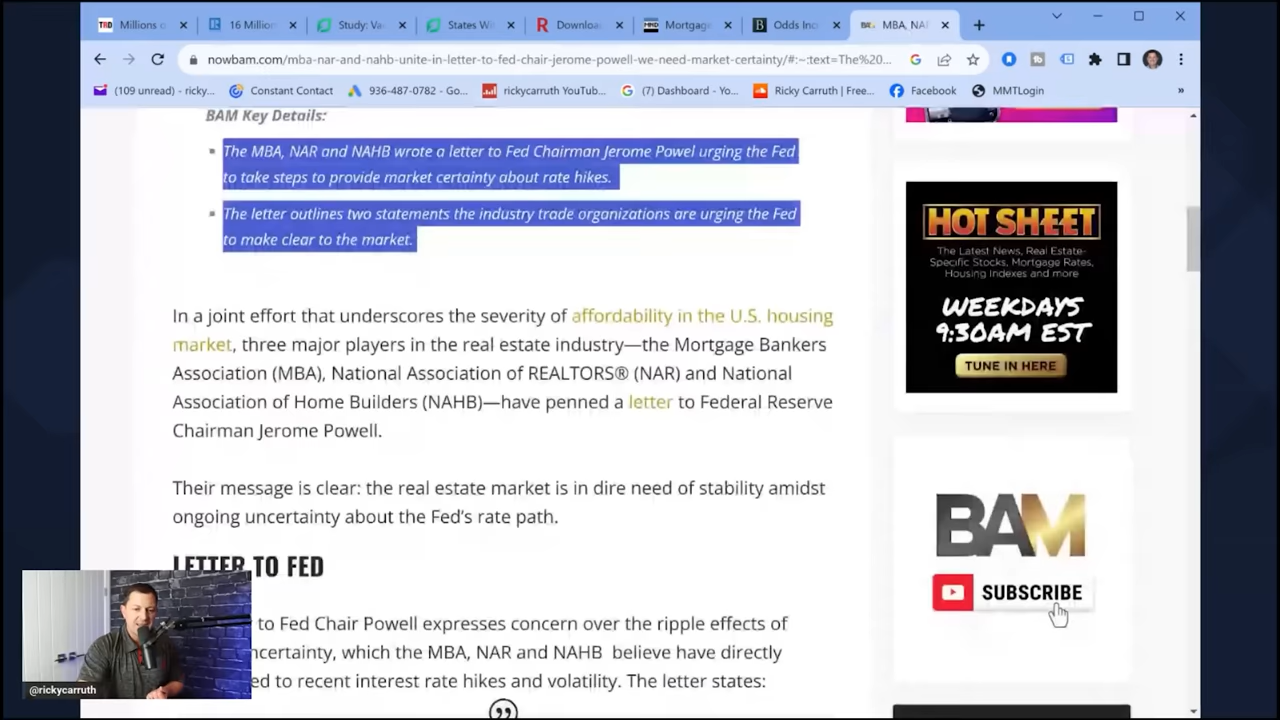 Millions o
16 Million
Study: Va
States Wi
Downloa
Mortgag
Odds Inc
MBA, NA
nowbam.com/mba-nar-and-nahb-unite-in-letter-to-fed-chair-jerome-powell-we-need-market-certainty/#:~:text=The%20...
(109 unread) - ricky...
Constant Contact
936-487-0782 - Go...
rickycarruth YouTub...
(7) Dashboard - Yo...
Ricky Carruth | Free...
Facebook
MMTLogin
»
BAM Key Details:
The MBA, NAR and NAHB wrote a letter to Fed Chairman Jerome Powel urging the Fed
to take steps to provide market certainty about rate hikes.
The letter outlines two statements the industry trade organizations are urging the Fed
to make clear to the market.
In a joint effort that underscores the severity of affordability in the U.S. housing
market, three major players in the real estate industry—the Mortgage Bankers
Association (MBA), National Association of REALTORS® (NAR) and National
Association of Home Builders (NAHB)—have penned a letter to Federal Reserve
Chairman Jerome Powell.
Their message is clear: the real estate market is in dire need of stability amidst
ongoing uncertainty about the Fed's rate path.
LETTER TO FED
to Fed Chair Powell expresses concern over the ripple effects of
certainty, which the MBA, NAR and NAHB believe have directly
ed to recent interest rate hikes and volatility. The letter states:
HOT SHEET
The Latest News, Real Estate-
Specific Stocks, Mortgage Rates,
Housing Indexes and more
WEEKDAYS
9:30AM EST
TUNE IN HERE
BAM
SUBSCRIBE
@rickycarruth